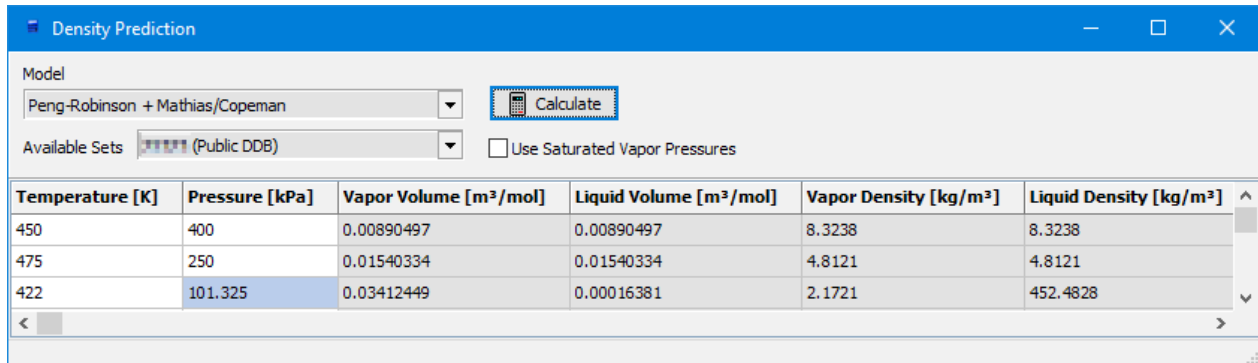 Density Prediction
Model
Peng-Robinson + Mathias/Copeman
Calculate
Available Sets (Public DDB)
Use Saturated Vapor Pressures
Temperature [K] Pressure [kPa] Vapor Volume [m³/mol] Liquid Volume [m³/mol] Vapor Density [kg/m³] Liquid Density [kg/m³]
450 400 0.00890497 0.00890497 8.3238 8.3238
475 250 0.01540334 0.01540334 4.8121 4.8121
422 101.325 0.03412449 0.00016381 2.1721 452.4828